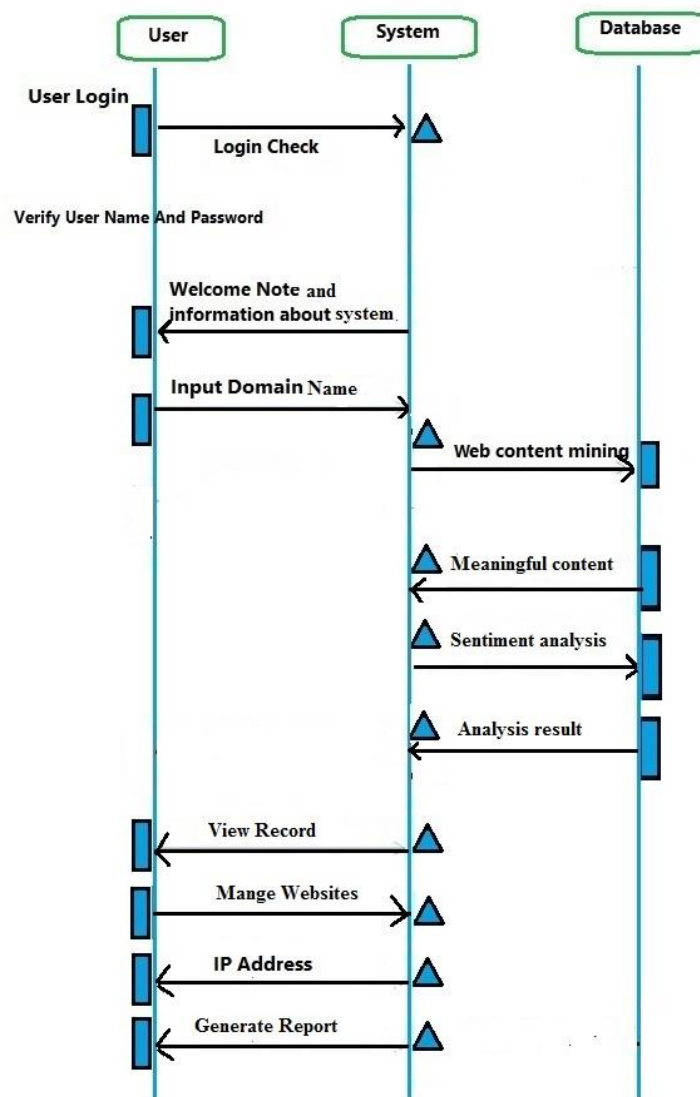 User
System
Database
User Login
Login Check
Verify User Name And Password
Welcome Note and
information about system
Input Domain Name
Web content mining
Meaningful content
Sentiment analysis
Analysis result
View Record
Mange Websites
IP Address
Generate Report